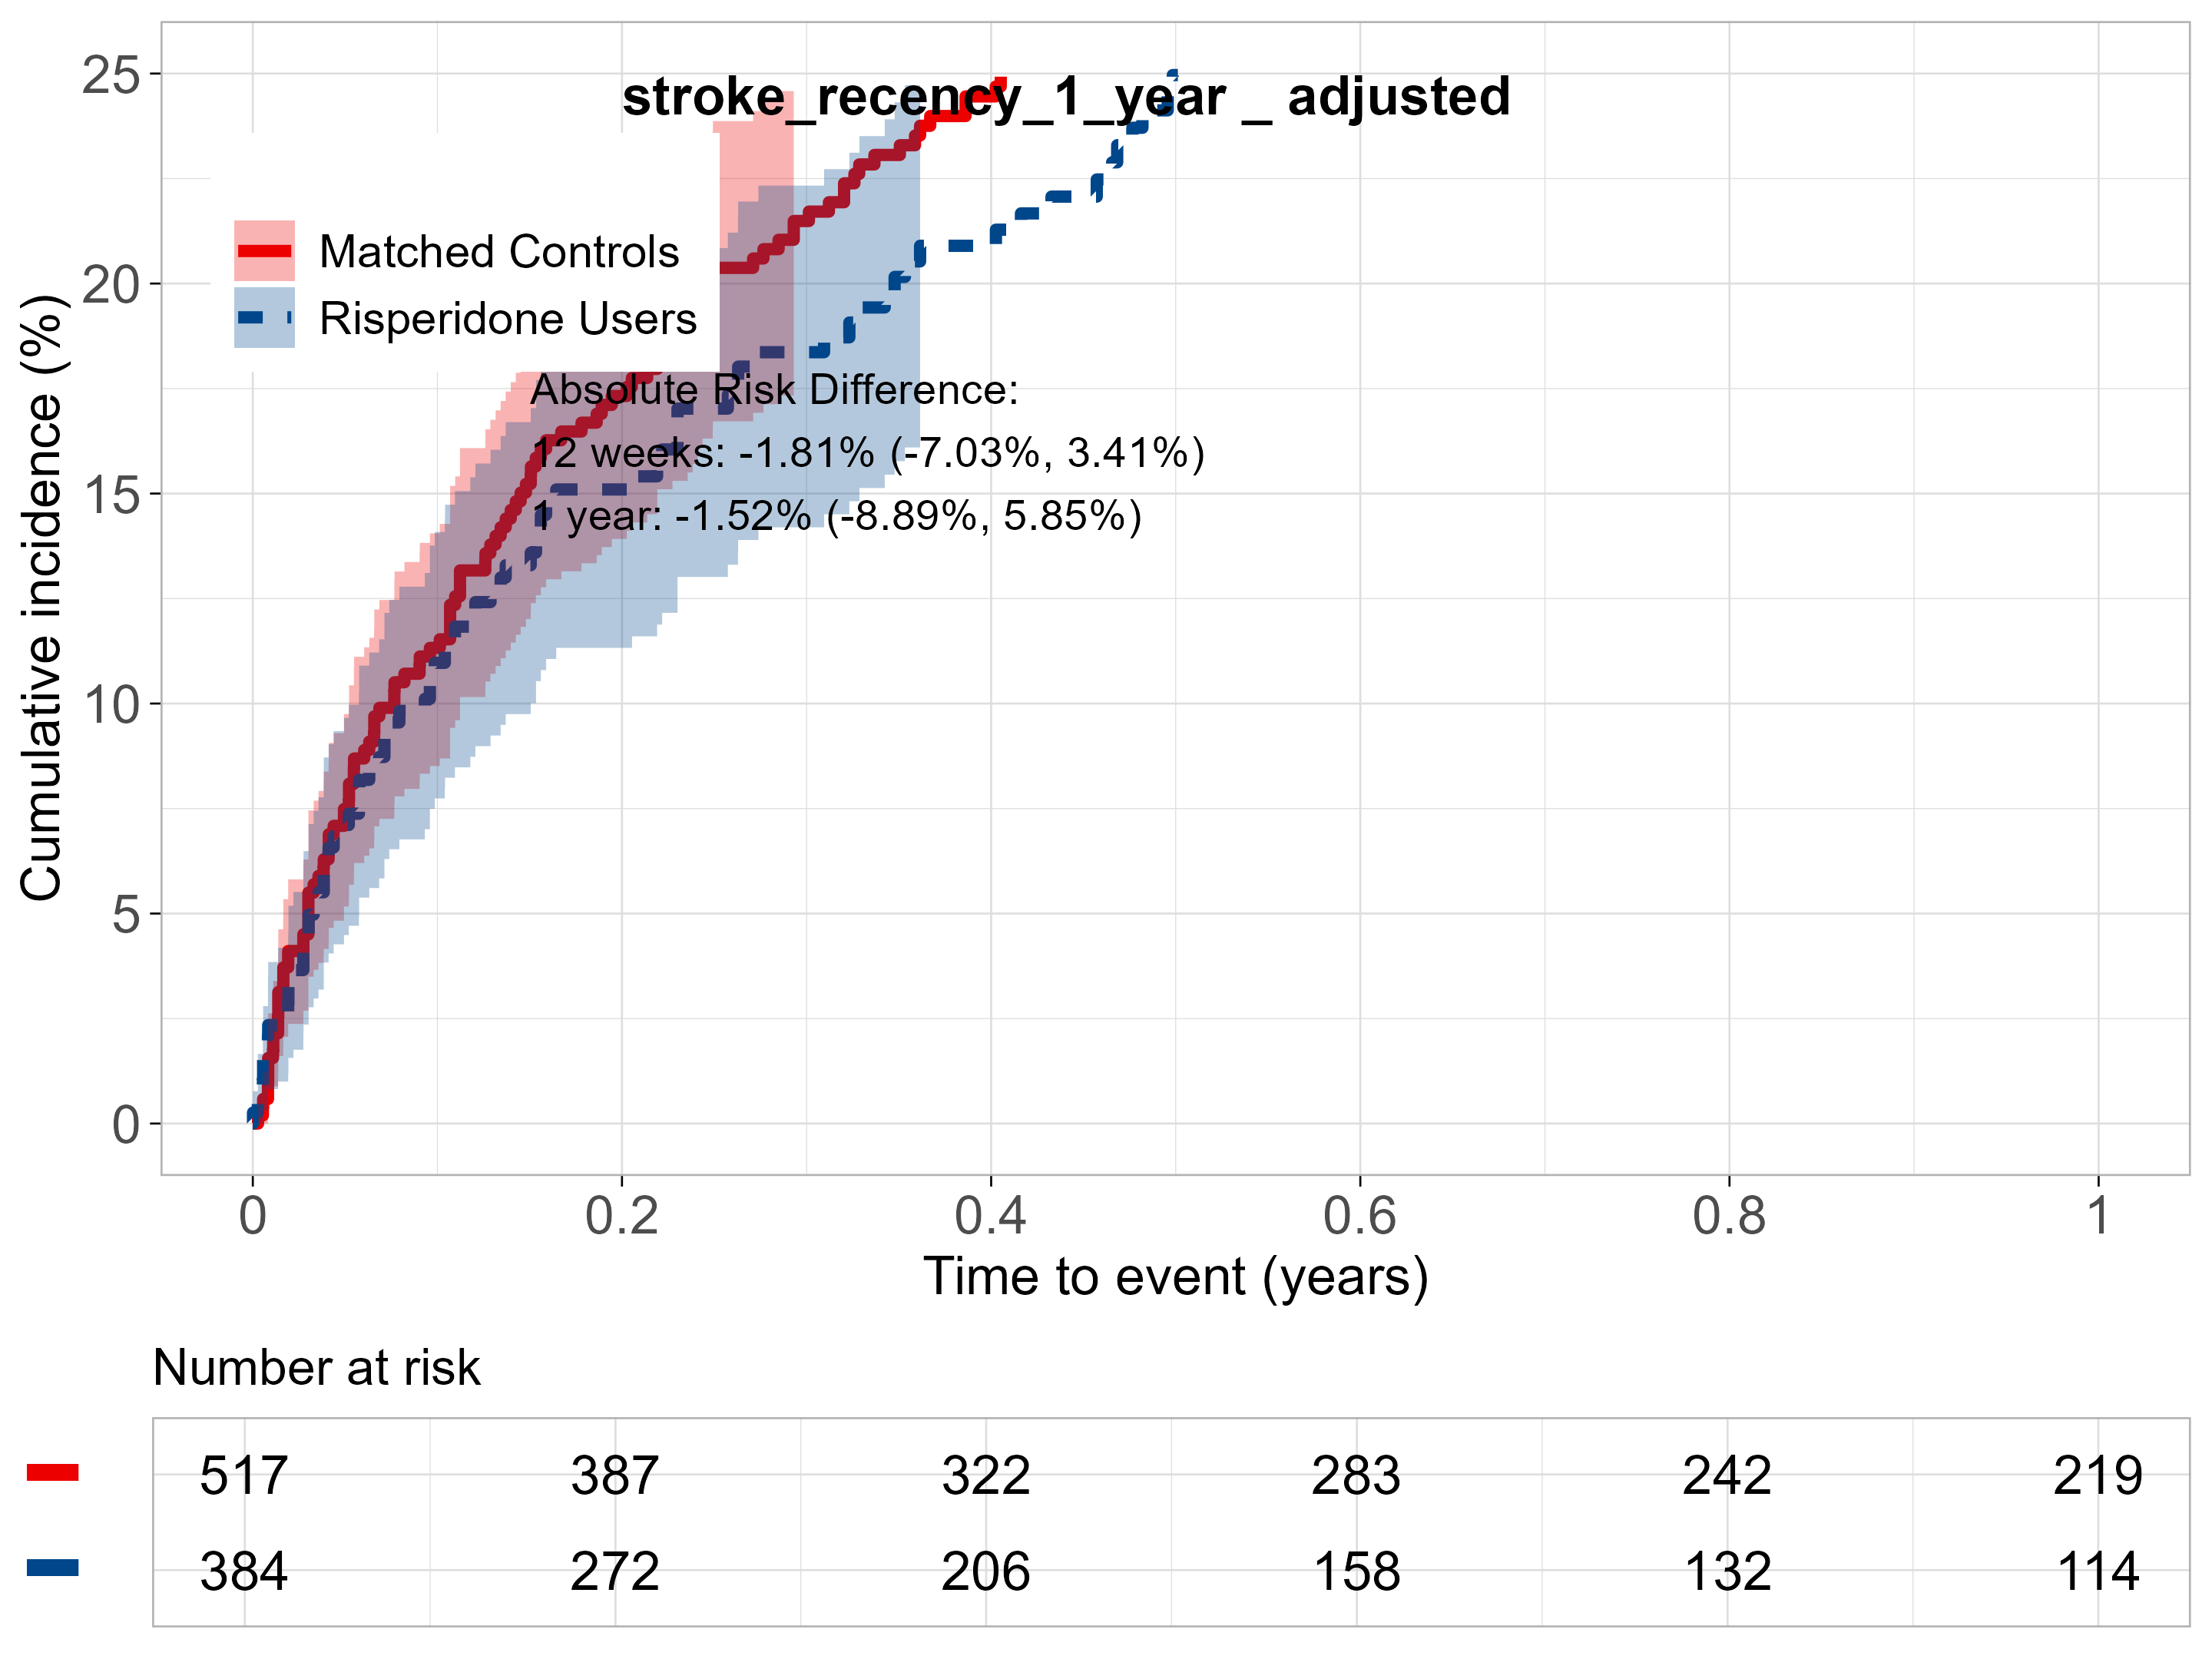 stroke_recency_1_year _ adjusted
25
20
15
10
5
0
Cumulative incidence (%)
Matched Controls
Risperidone Users
Absolute Risk Difference:
12 weeks: -1.81% (-7.03%, 3.41%)
1 year: -1.52% (-8.89%, 5.85%)
0 0.2 0.4 0.6 0.8 1
Time to event (years)
Number at risk
517 387 322 283 242 219
384 272 206 158 132 114